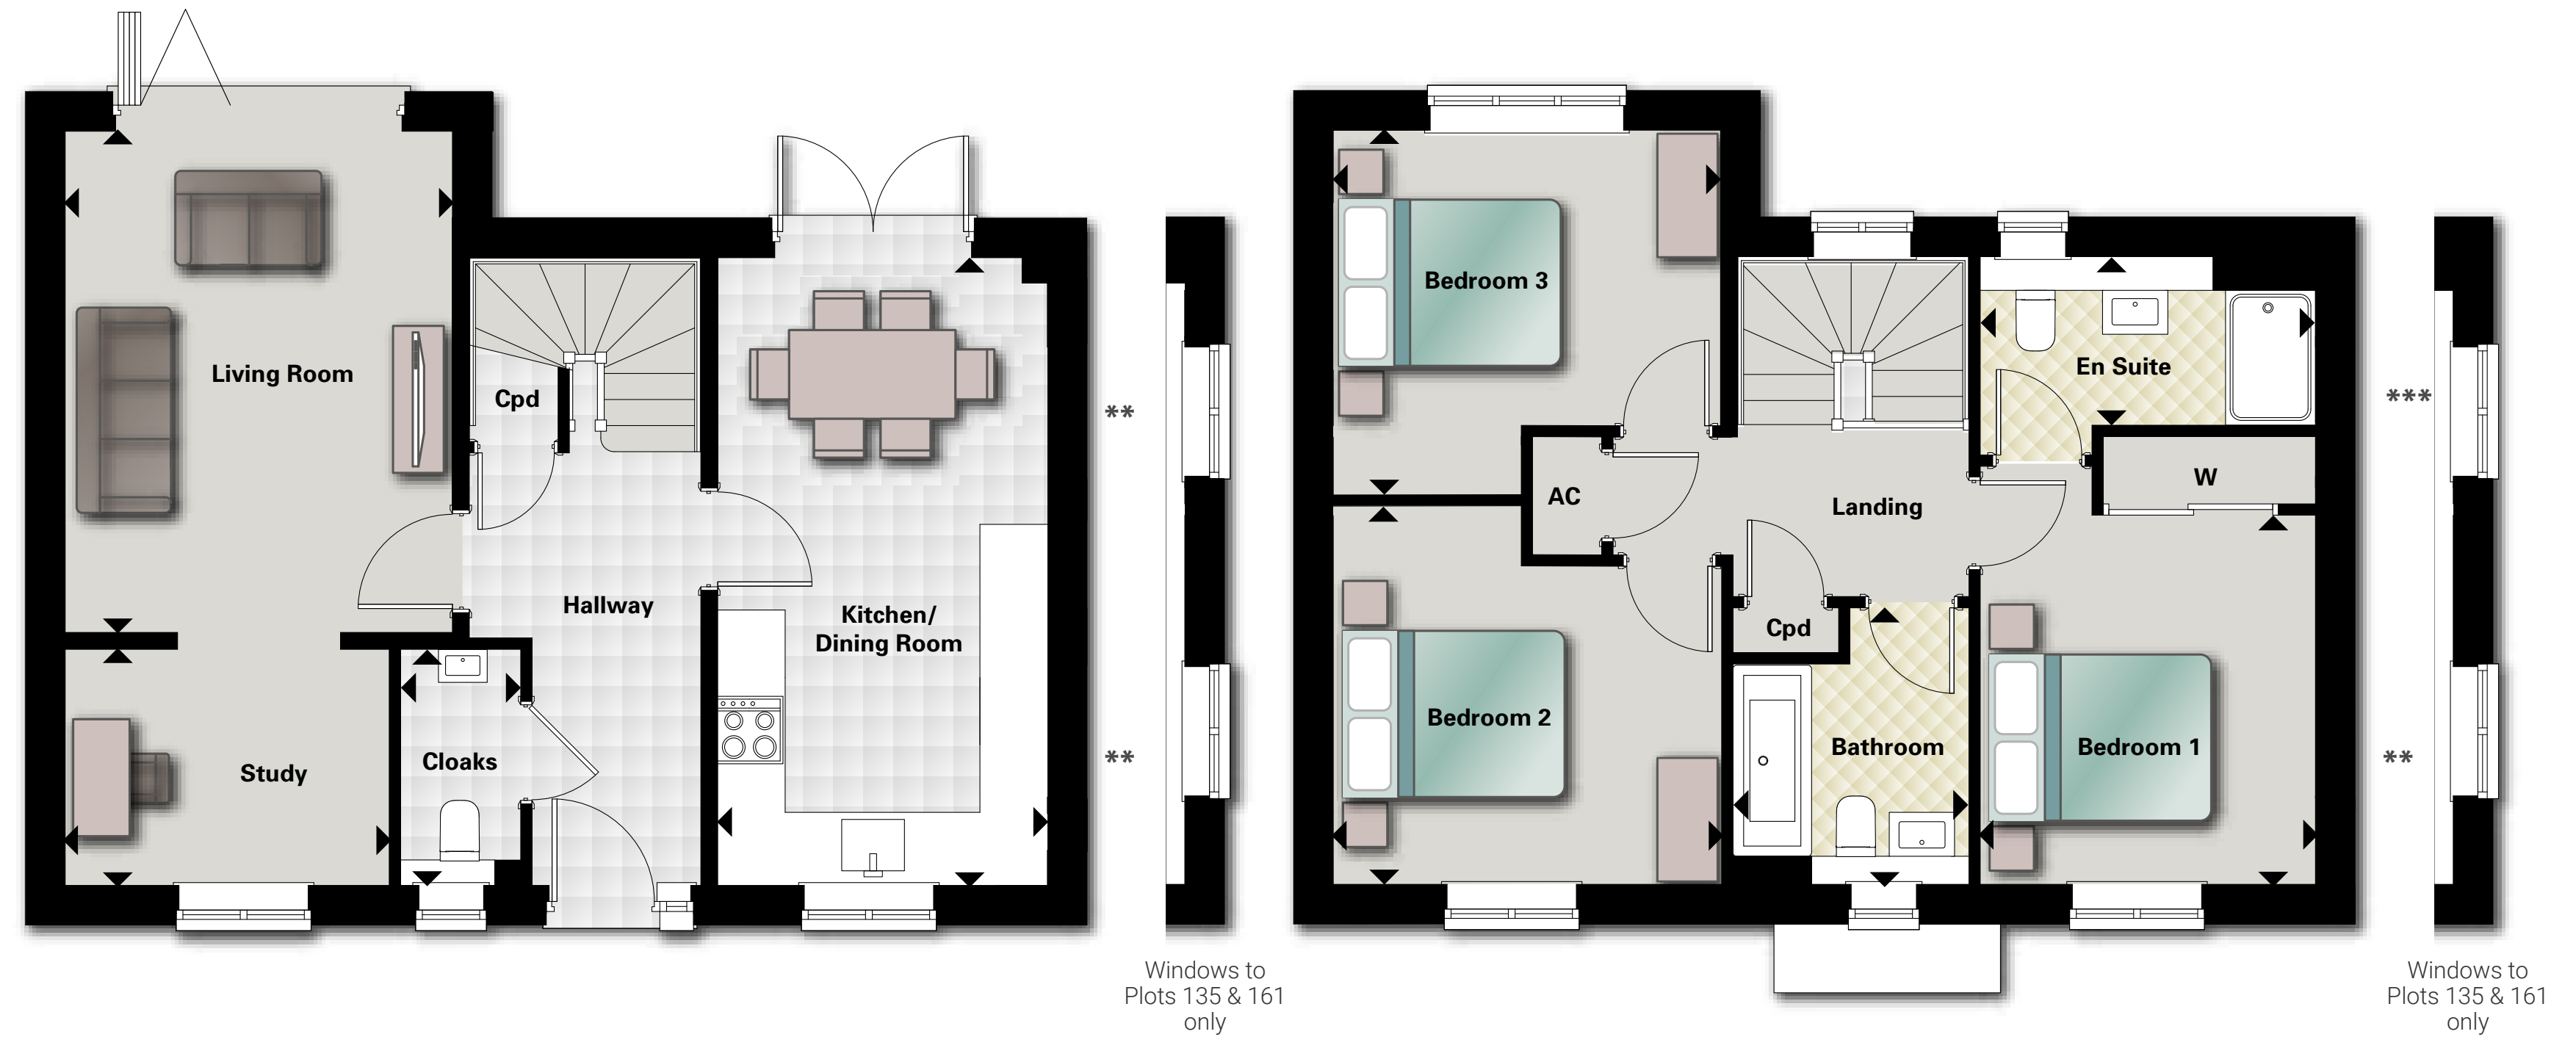 Living Room
Cpd
Hallway
Kitchen/
Dining Room
Study
Cloaks
**
**
Windows to
Plots 135 & 161
only
Bedroom 3
En Suite
AC
Landing
W
Cpd
Bedroom 2
Bathroom
Bedroom 1
***
**
Windows to
Plots 135 & 161
only